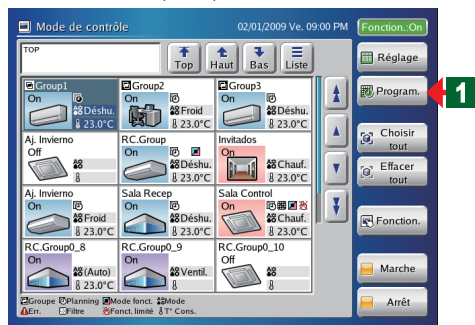 Mode de contrôle 02/01/2009 Ve. 09:00 PM Fonction.:On
TOP
Top Haut Bas Liste
Réglage
Program. 1
Choisir tout
Effacer tout
Fonction.
Marche
Arrêt
Group1 Group2 Group3
On On On
Déshu. Froid Déshu.
23.0°C 23.0°C 23.0°C
Aj. Invierno RC.Group Invitados
Off On On
Déshu. Chauf.
23.0°C 23.0°C
Aj. Invierno Sala Recep Sala Control
On On On
Froid Déshu. Chauf.
23.0°C 23.0°C 23.0°C
RC.Group0_8 RC.Group0_9 RC.Group0_10
On On Off
(Auto) Ventil.
23.0°C
Groupe Planning Mode fonct. Mode
Err. Filtre Fonct. limité T° Cons.